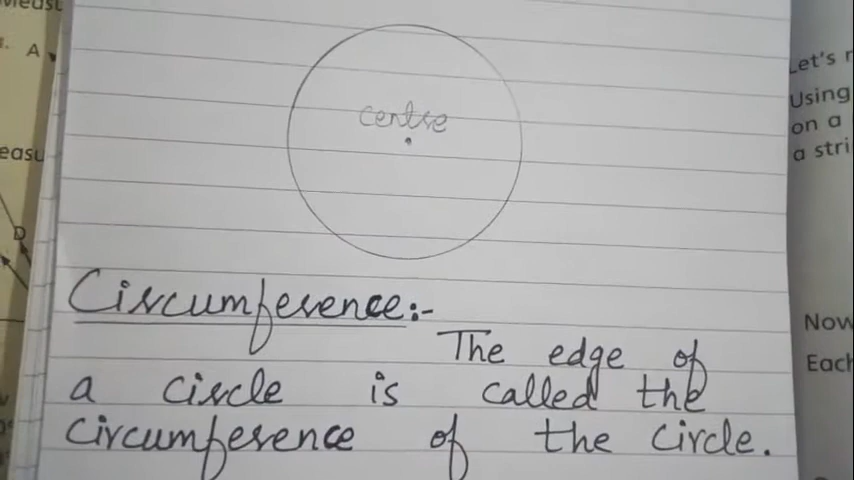 centre
Circumference:-
The edge of
a circle is called the
circumference of the circle.
A
D
Let's
Using
on a
a stri
Now
Each